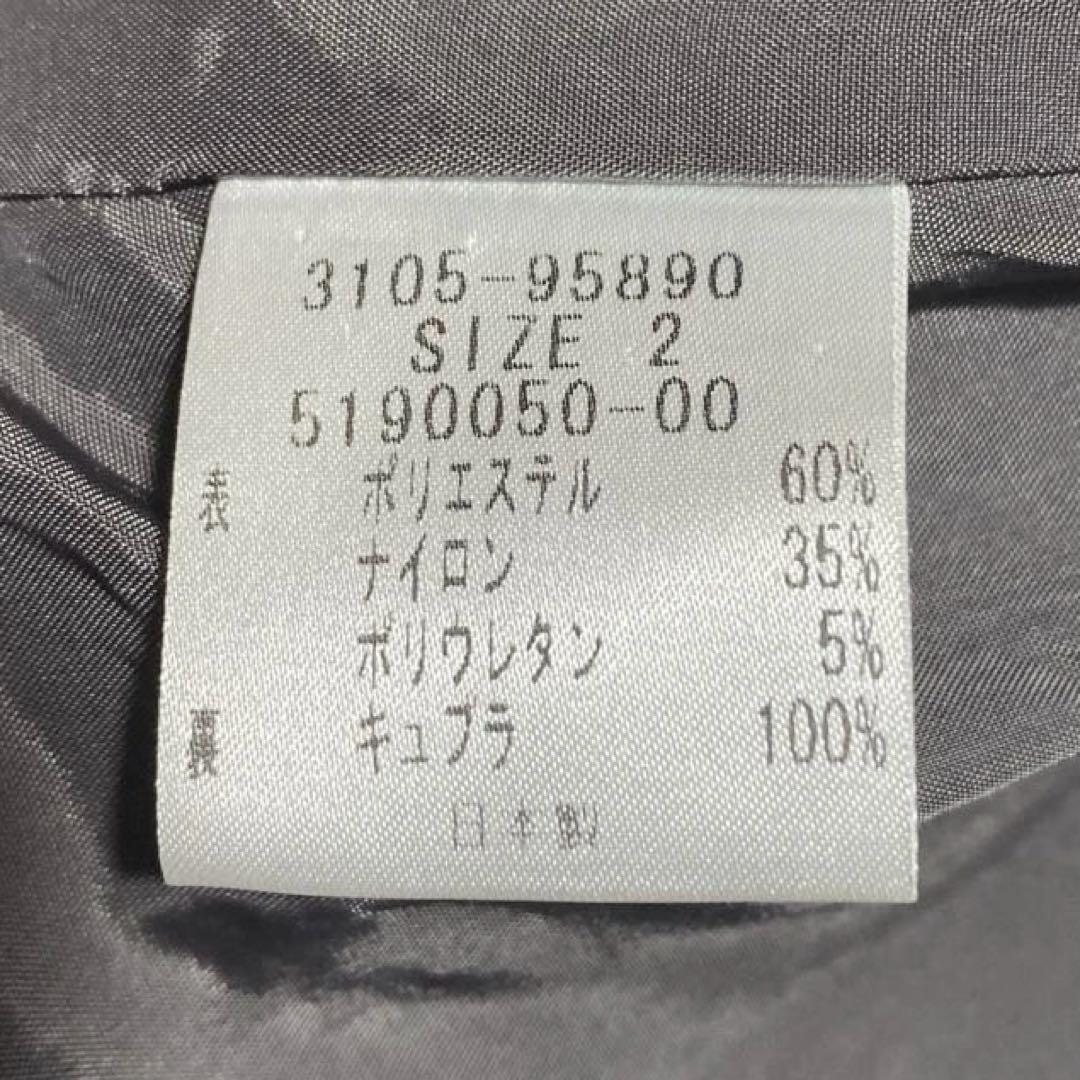 3105-95890
SIZE 2
5190050-00
表 ポリエステル 60%
ナイロン 35%
ポリウレタン 5%
裏 キュプラ 100%
日本製